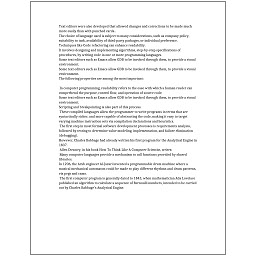 Text editors were also developed that allowed changes and corrections to be made much
more easily than with punched cards.
The choice of language used is subject to many considerations, such as company policy,
suitability to task, availability of third-party packages, or individual preference.
Techniques like Code refactoring can enhance readability.
It involves designing and implementing algorithms, step-by-step specifications of
procedures, by writing code in one or more programming languages.
Some text editors such as Emacs allow GDB to be invoked through them, to provide a visual
environment.
Some text editors such as Emacs allow GDB to be invoked through them, to provide a visual
environment.
The following properties are among the most important:

In computer programming, readability refers to the ease with which a human reader can
comprehend the purpose, control flow, and operation of source code.
Some text editors such as Emacs allow GDB to be invoked through them, to provide a visual
environment.
Scripting and breakpointing is also part of this process.
These compiled languages allow the programmer to write programs in terms that are
syntactically richer, and more capable of abstracting the code, making it easy to target
varying machine instruction sets via compilation declarations and heuristics.
The first step in most formal software development processes is requirements analysis,
followed by testing to determine value modeling, implementation, and failure elimination
(debugging).
However, Charles Babbage had already written his first program for the Analytical Engine in
1837.
Allen Downey, in his book How To Think Like A Computer Scientist, writes:
Many computer languages provide a mechanism to call functions provided by shared
libraries.
In 1206, the Arab engineer Al-Jazari invented a programmable drum machine where a
musical mechanical automaton could be made to play different rhythms and drum patterns,
via pegs and cams.
The first computer program is generally dated to 1843, when mathematician Ada Lovelace
published an algorithm to calculate a sequence of Bernoulli numbers, intended to be carried
out by Charles Babbage's Analytical Engine.